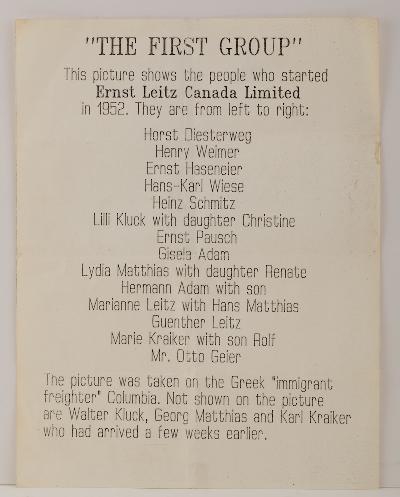 "THE FIRST GROUP"
This picture shows the people who started
Ernst Leitz Canada Limited
in 1952. They are from left to right:
Horst Diesterweg
Henry Weimer
Ernst Haseneier
Hans-Karl Wiese
Heinz Schmitz
Lilli Kluck with daughter Christine
Ernst Pausch
Gisela Adam
Lydia Matthias with daughter Renate
Hermann Adam with son
Marianne Leitz with Hans Matthias
Guenther Leitz
Marie Kraiker with son Rolf
Mr. Otto Geier
The picture was taken on the Greek "immigrant
freighter" Columbia. Not shown on the picture
are Walter Kluck, Georg Matthias and Karl Kraiker
who had arrived a few weeks earlier.